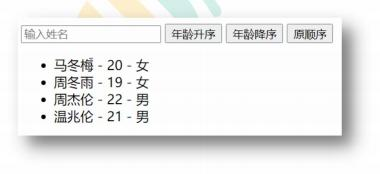 输入姓名 年龄升序 年龄降序 原顺序
马冬梅 - 20 - 女
周冬雨 - 19 - 女
周杰伦 - 22 - 男
温兆伦 - 21 - 男